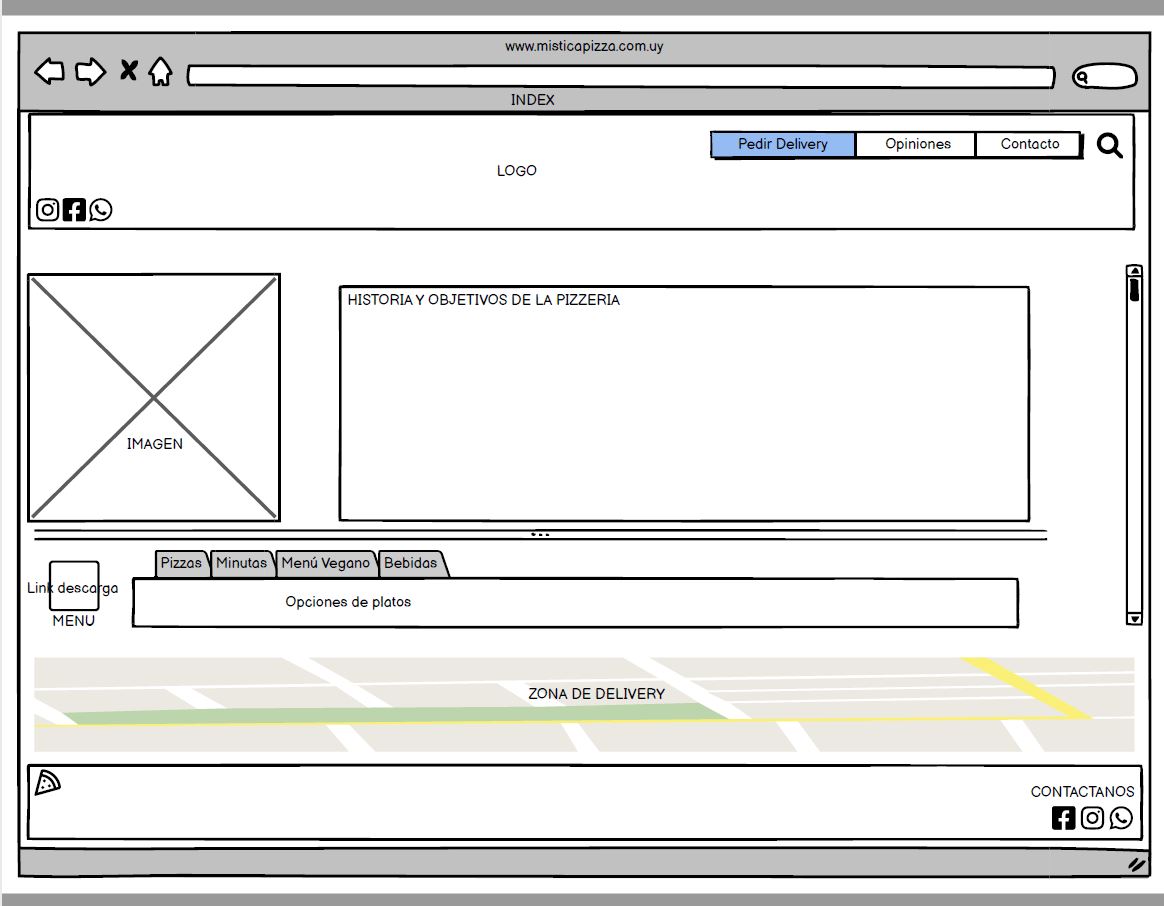 www.misticapizza.com.uy
INDEX
Pedir Delivery
Opiniones
Contacto
LOGO
HISTORIA Y OBJETIVOS DE LA PIZZERIA
IMAGEN
Pizzas
Minutas
Menú Vegano
Bebidas
Link descarga
MENU
Opciones de platos
ZONA DE DELIVERY
CONTACTANOS